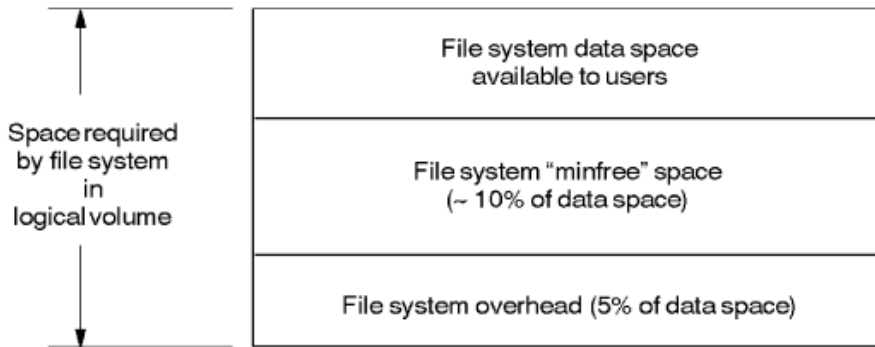 File system data space
available to users
Space required
by file system
in
logical volume
File system “minfree” space
(~ 10% of data space)
File system overhead (5% of data space)